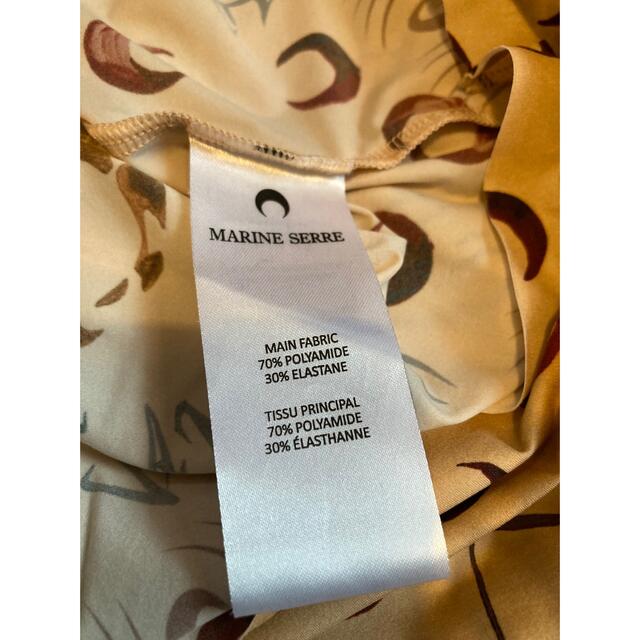 MARINE SERRE
MAIN FABRIC
70% POLYAMIDE
30% ELASTANE
TISSU PRINCIPAL
70% POLYAMIDE
30% ÉLASTHANNE